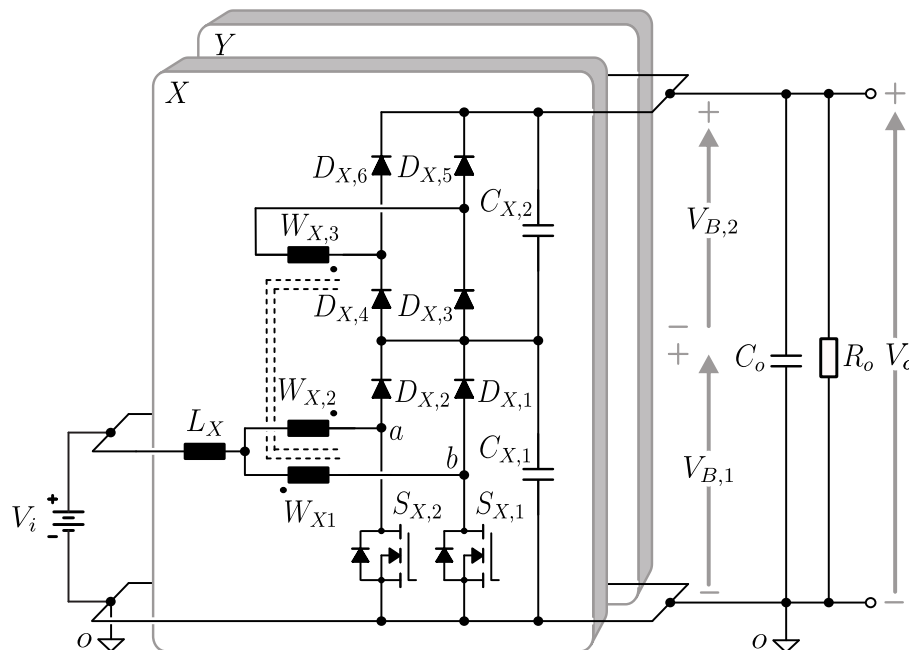 Y
X
+
+
+
D_{X,6} D_{X,5}
C_{X,2}
V_{B,2}
W_{X,3}
D_{X,4} D_{X,3}
−
+
C_o R_o V_o
W_{X,2} D_{X,2} D_{X,1}
L_X a
b C_{X,1} V_{B,1}
W_{X1} S_{X,2} S_{X,1}
+
V_i
-
− −
o o